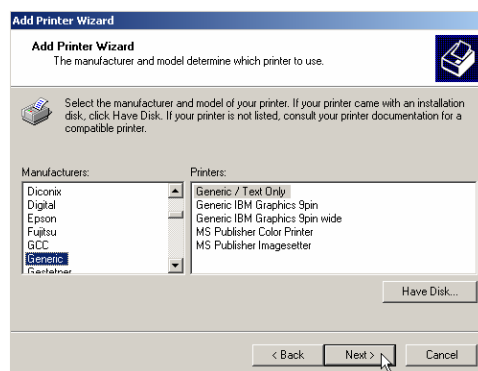 Add Printer Wizard
Add Printer Wizard
The manufacturer and model determine which printer to use.
Select the manufacturer and model of your printer. If your printer came with an installation
disk, click Have Disk. If your printer is not listed, consult your printer documentation for a
compatible printer.
Manufacturers:
Diconix
Digital
Epson
Fujitsu
GCC
Generic
Gestetner
Printers:
Generic / Text Only
Generic IBM Graphics 9pin
Generic IBM Graphics 9pin wide
MS Publisher Color Printer
MS Publisher Imagesetter
Have Disk...
< Back
Next >
Cancel